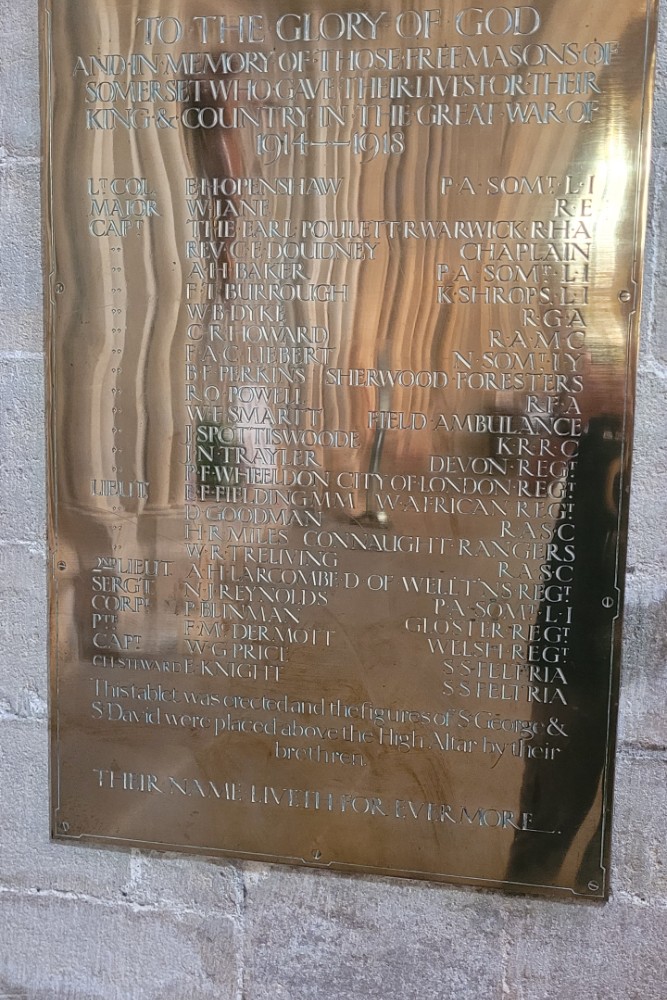 TO·THE·GLORY·OF·GOD
AND·IN·MEMORY·OF·THOSE·FREEMASONS·OF
SOMERSET·WHO·GAVE·THEIR·LIVES·FOR·THEIR
KING·&·COUNTRY·IN·THE·GREAT·WAR·OF
1914—1918
LT COL E·HOPENSHAW P·A·SOMT·L·I
MAJOR W·JANE R·E
CAPT THE·EARL·POULETT·R·WARWICK·R·H·A
" REV·C·E·DOUDNEY CHAPLAIN
" A·H·BAKER P·A·SOMT·L·I
" F·T·BURROUGH K·SHROPS·L·I
" W·B·DYKE R·G·A
" C·R·HOWARD R·A·M·C
" F·A·C·LIEBERT N·SOMT·I·Y
" B·F·PERKINS SHERWOOD·FORESTERS
" R·O·POWELL R·F·A
" W·F·SMARTT FIELD·AMBULANCE
" J·SPOTTISWOODE K·R·R·C
" J·N·TRAYLER DEVON·REGT
" P·F·WHEELDON·CITY·OF·LONDON·REGT
LIEUT E·F·FIELDING·M·M W·AFRICAN·REGT
" D·GOODMAN R·A·S·C
" H·R·MILES CONNAUGHT·RANGERS
" W·R·TRELIVING R·A·S·C
2ND LIEUT A·H·LARCOMBE·D·OF·WELLT'NS·REGT
SERGT N·J·REYNOLDS P·A·SOMT·L·I
CORPL P·BINMAN GLOSTER·REGT
PTE F·Mc·DERMOTT WELSH·REGT
CAPT W·G·PRICE S·S·FELTRIA
CH·STEWARD E·KNIGHT S·S·FELTRIA
This tablet was erected and the figures of S. George &
S. David were placed above the High Altar by their
brethren
THEIR·NAME·LIVETH·FOR·EVERMORE